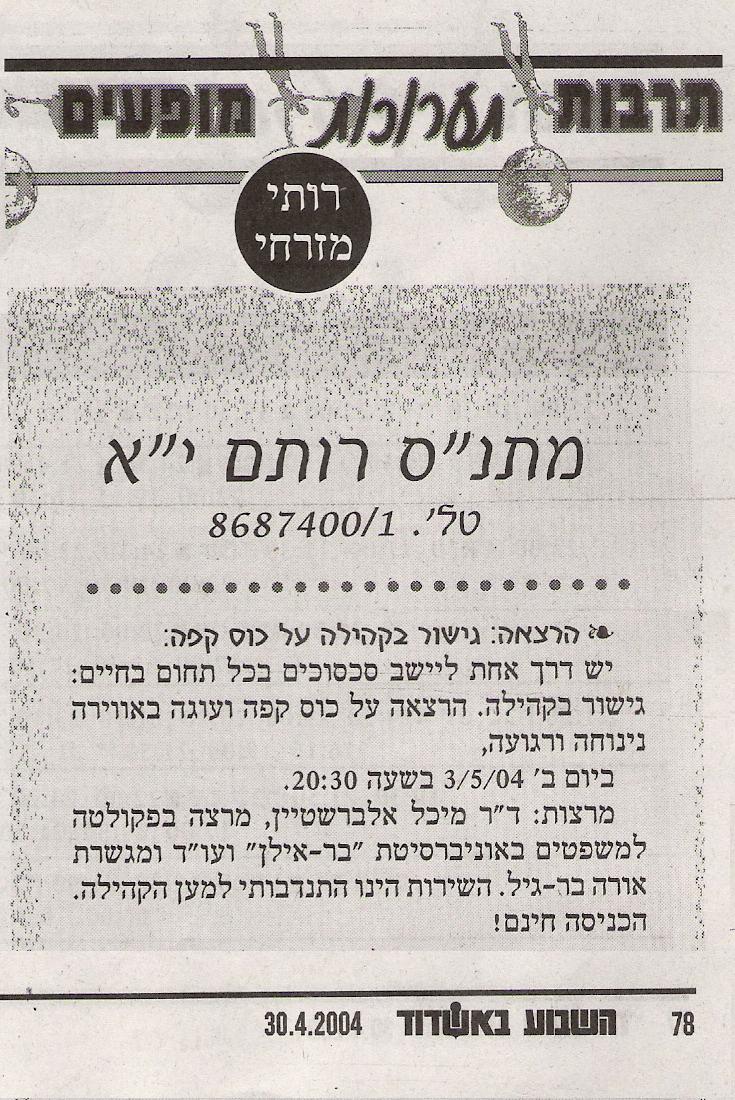 תרבות תערוכות מופעים
רותי
מזרחי
מתנ״ס רותם י״א
טל׳. 8687400/1
הרצאה: גישור בקהילה על כוס קפה:
יש דרך אחת ליישב סכסוכים בכל תחום בחיים:
גישור בקהילה. הרצאה על כוס קפה ועוגה באווירה
נינוחה ורגועה,
ביום ב׳ 3/5/04 בשעה 20:30.
מרצות: ד״ר מיכל אלברשטיין, מרצה בפקולטה
למשפטים באוניברסיטת ״בר-אילן״ ועו״ד ומגשרת
אורה בר-גיל. השירות הינו התנדבותי למען הקהילה.
הכניסה חינם!
78 השבוע באשדוד 30.4.2004